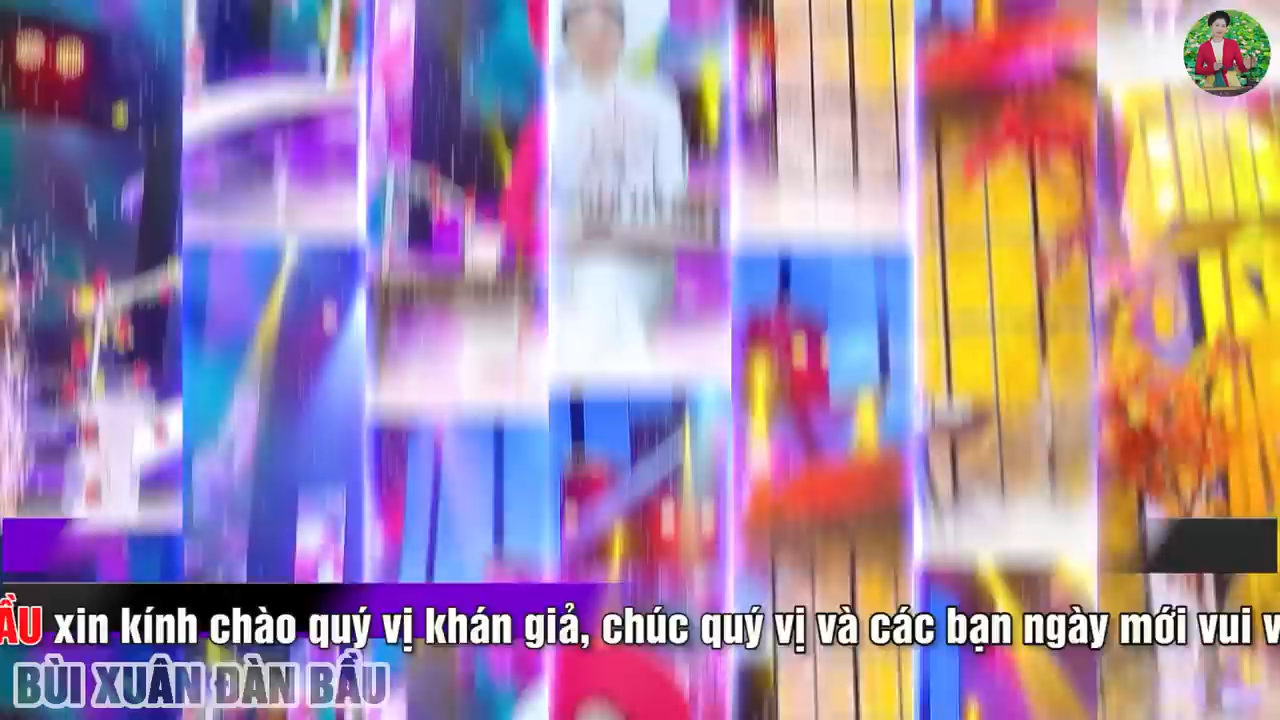 ẦU xin kính chào quý vị khán giả, chúc quý vị và các bạn ngày mới vui v
BÙI XUÂN ĐÀN BẦU